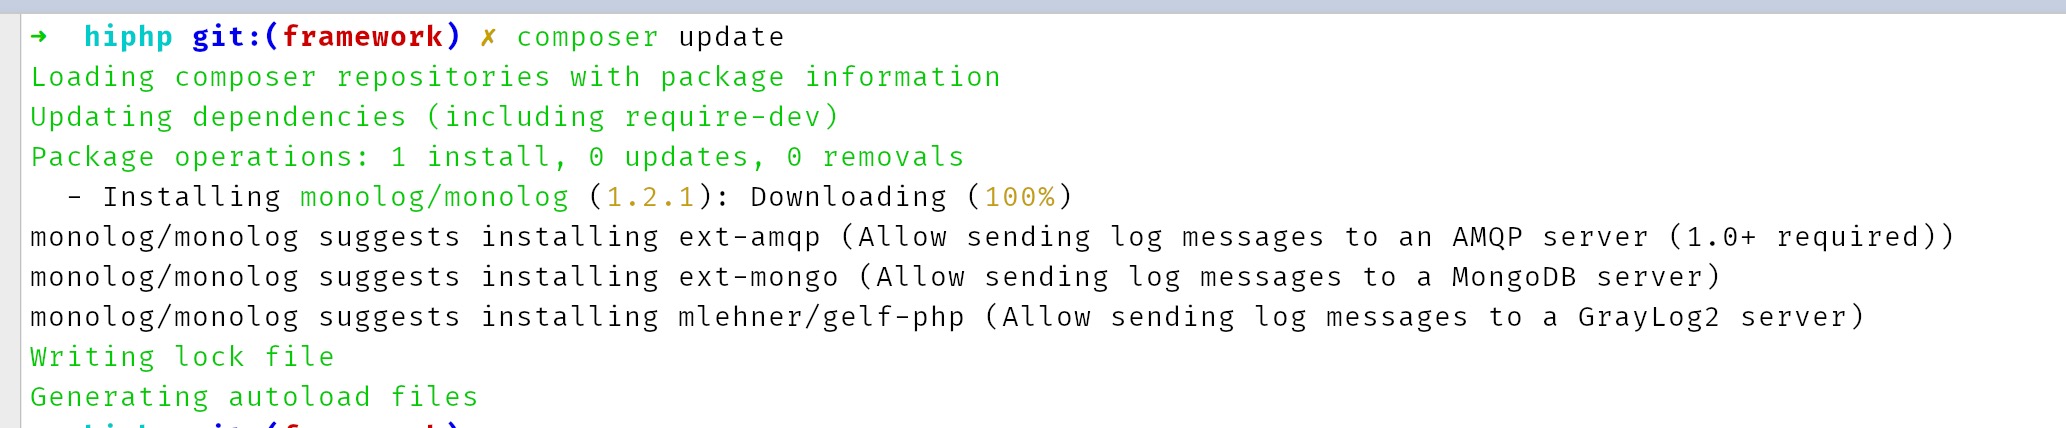 ➜  hiphp git:(framework) ✗ composer update
Loading composer repositories with package information
Updating dependencies (including require-dev)
Package operations: 1 install, 0 updates, 0 removals
  - Installing monolog/monolog (1.2.1): Downloading (100%)
monolog/monolog suggests installing ext-amqp (Allow sending log messages to an AMQP server (1.0+ required))
monolog/monolog suggests installing ext-mongo (Allow sending log messages to a MongoDB server)
monolog/monolog suggests installing mlehner/gelf-php (Allow sending log messages to a GrayLog2 server)
Writing lock file
Generating autoload files